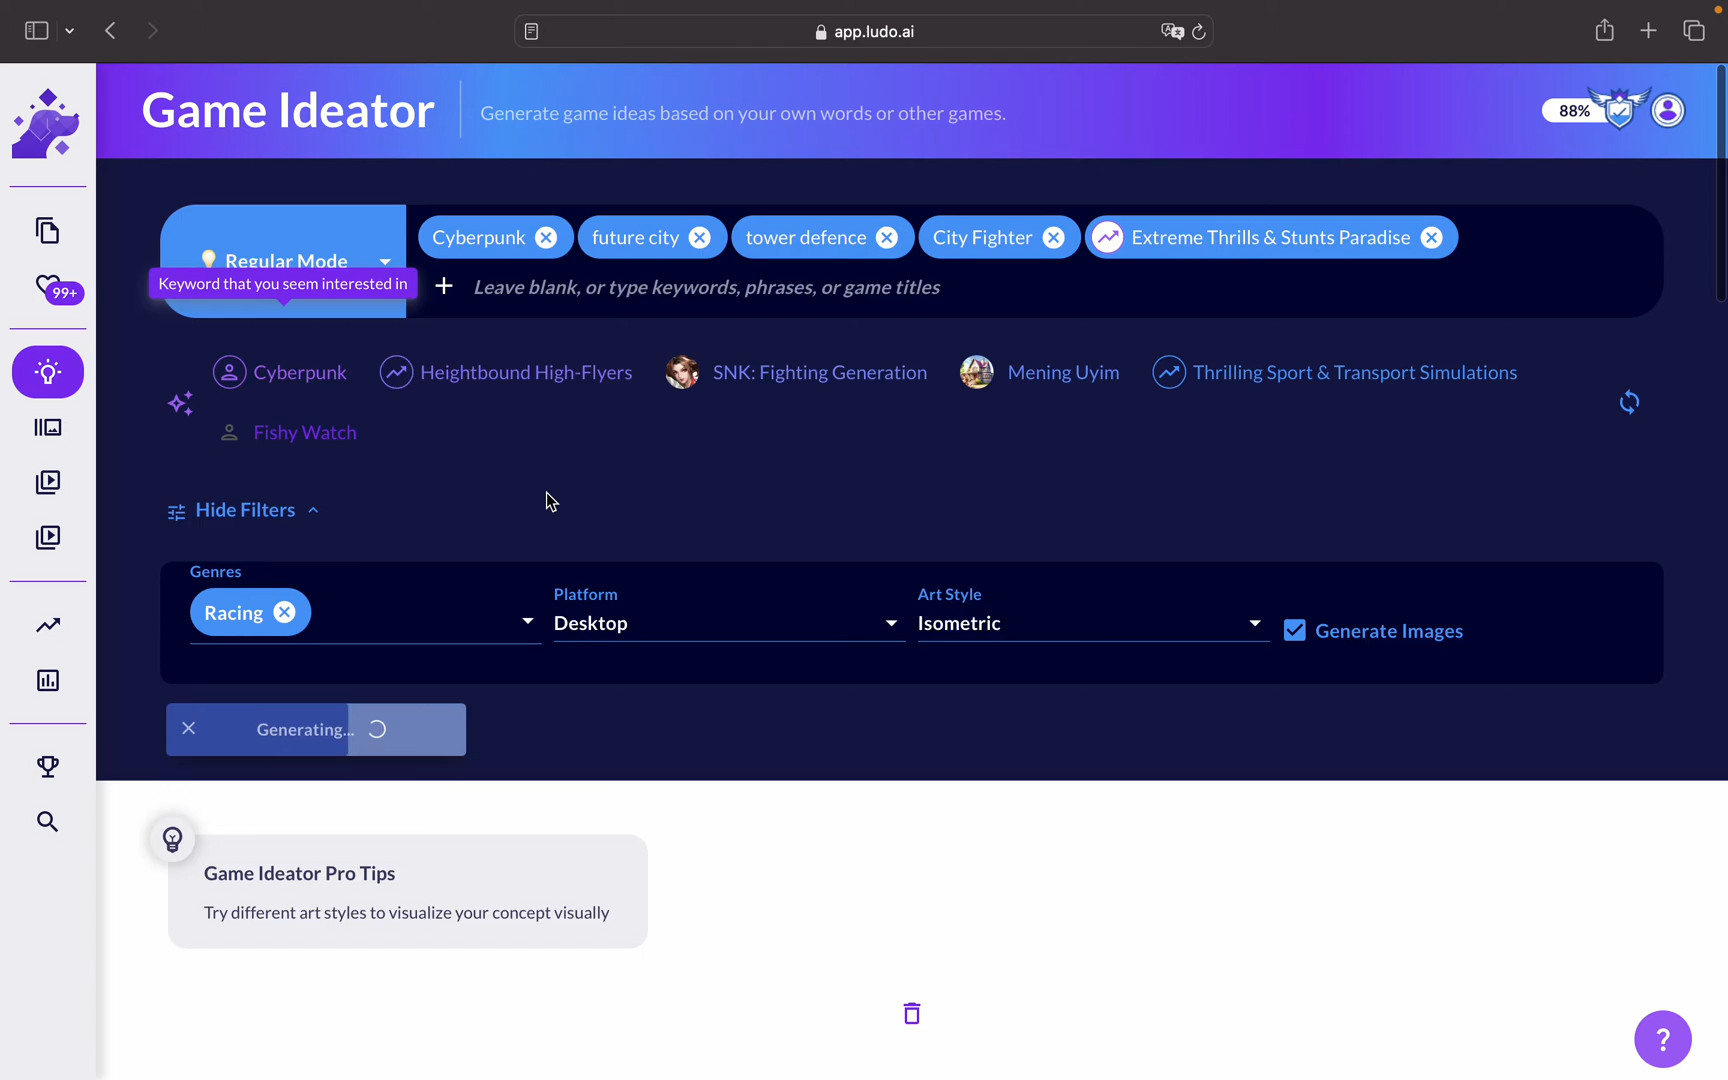 app.ludo.ai
Game Ideator
Generate game ideas based on your own words or other games.
88%
Regular Mode
Keyword that you seem interested in
Cyberpunk
future city
tower defence
City Fighter
Extreme Thrills & Stunts Paradise
Leave blank, or type keywords, phrases, or game titles
99+
Cyberpunk
Heightbound High-Flyers
SNK: Fighting Generation
Mening Uyim
Thrilling Sport & Transport Simulations
Fishy Watch
Hide Filters
Genres
Racing
Platform
Desktop
Art Style
Isometric
Generate Images
Generating...
Game Ideator Pro Tips
Try different art styles to visualize your concept visually
?